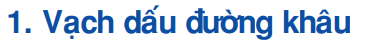 1. Vạch dấu đường khâu